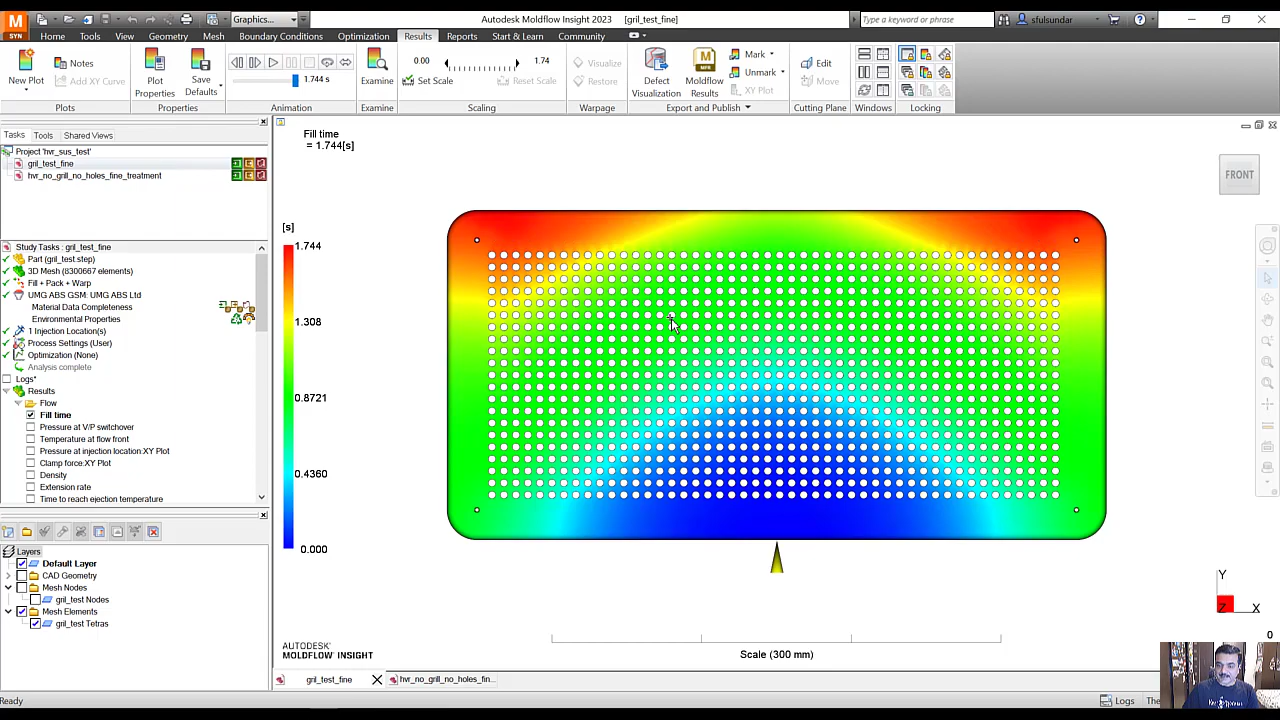 M
SYN
Graphics...
Autodesk Moldflow Insight 2023 [gril_test_fine]
Type a keyword or phrase
sfulsundar
Home Tools View Geometry Mesh Boundary Conditions Optimization Results Reports Start & Learn Community
New Plot
Notes
Add XY Curve
Plots
Plot Properties
Save Defaults
Properties
1.744 s
Animation
Examine
Examine
0.00
1.74
Set Scale
Reset Scale
Scaling
Visualize
Restore
Warpage
Defect Visualization
Moldflow Results
Mark
Unmark
XY Plot
Export and Publish
Edit
Move
Cutting Plane
Windows
Locking
Tasks Tools Shared Views
Project 'hvr_sus_test'
gril_test_fine
hvr_no_grill_no_holes_fine_treatment
Study Tasks : gril_test_fine
Part (gril_test.step)
3D Mesh (8300667 elements)
Fill + Pack + Warp
UMG ABS GSM: UMG ABS Ltd
Material Data Completeness
Environmental Properties
1 Injection Location(s)
Process Settings (User)
Optimization (None)
Analysis complete
Logs*
Results
Flow
Fill time
Pressure at V/P switchover
Temperature at flow front
Pressure at injection location:XY Plot
Clamp force:XY Plot
Density
Extension rate
Time to reach ejection temperature
Layers
Default Layer
CAD Geometry
Mesh Nodes
gril_test Nodes
Mesh Elements
gril_test Tetras
Fill time
= 1.744[s]
[s]
1.744
1.308
0.8721
0.4360
0.000
FRONT
Y
Z
X
0
AUTODESK®
MOLDFLOW INSIGHT
Scale (300 mm)
gril_test_fine
hvr_no_grill_no_holes_fin...
Ready
Logs